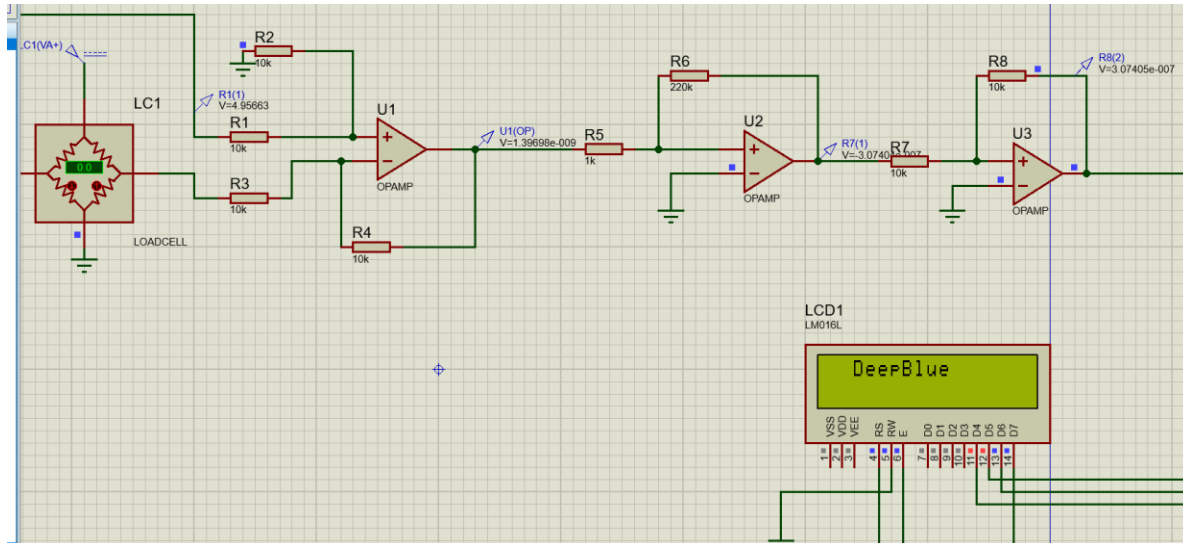 LC1(VA+)
R2
10k
R1(1)
V=4.95663
LC1
R1
10k
U1
OPAMP
U1(OP)
V=1.39698e-009
R3
10k
R4
10k
LOADCELL
R5
1k
R6
220k
U2
OPAMP
R7(1)
R7
10k
R8
10k
R8(2)
V=3.07405e-007
U3
OPAMP
LCD1
LM016L
DeepBlue
VSS VDD VEE RS RW E D0 D1 D2 D3 D4 D5 D6 D7
1 2 3 4 5 6 7 8 9 10 11 12 13 14